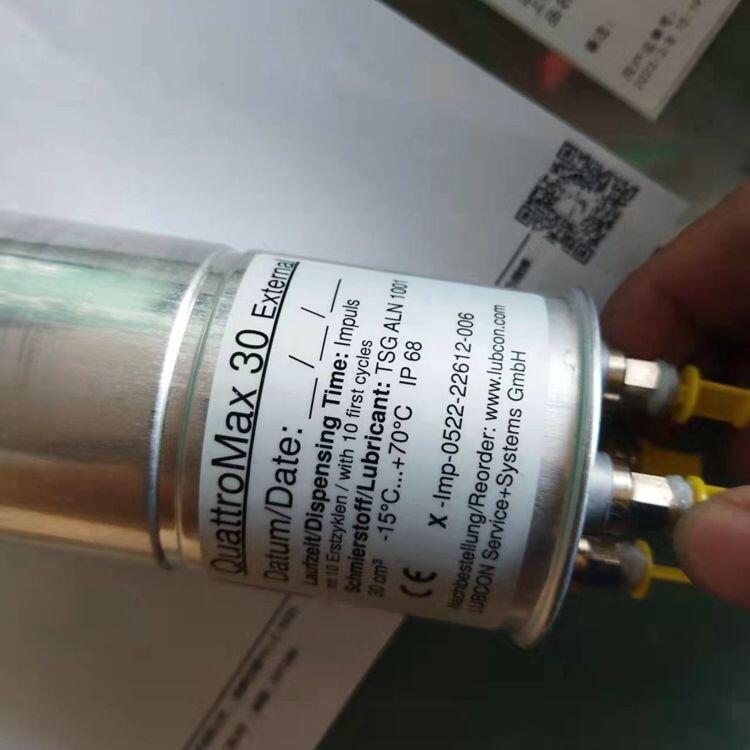 QuattroMax 30 External
Datum/Date: __/__/__
Laufzeit/Dispensing Time: Impuls
mit 10 Erstzyklen / with 10 first cycles
Schmierstoff/Lubricant: TSG ALN 1001
30 cm³ -15°C...+70°C IP 68
CE X -Imp-0522-22612-006
Nachbestellung/Reorder: www.lubcon.com
LUBCON Service+Systems GmbH